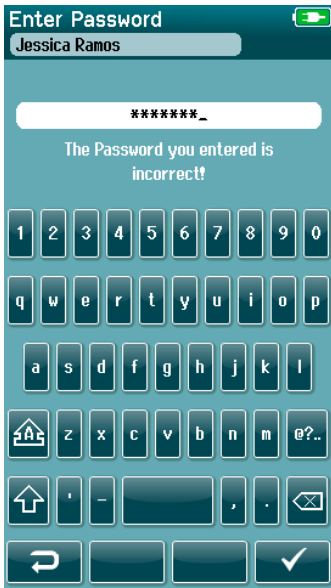 Enter Password
Jessica Ramos
*******_
The Password you entered is
incorrect!
1 2 3 4 5 6 7 8 9 0
q w e r t y u i o p
a s d f g h j k l
A z x c v b n m @?..
' - , .